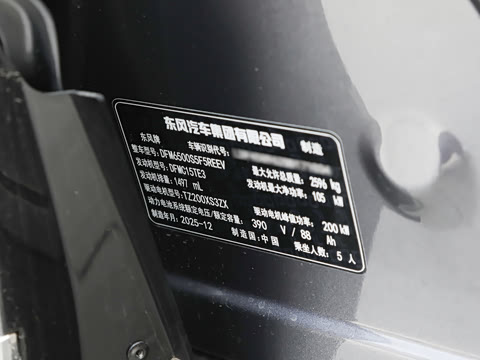 东风汽车集团有限公司 制造
东风牌 车辆识别代号:
整车型号: DFM6500S5F5REEV 最大允许总质量: 2596 kg
发动机型号: DFMC15TE3 发动机最大净功率: 105 kW
发动机排量: 1497 mL
驱动电机型号: TZ200XS3ZX 驱动电机峰值功率: 200 kW
动力电池系统额定电压/额定容量: 390 V / 88 Ah
制造年月: 2025-12 制造国: 中国 乘坐人数: 5 人